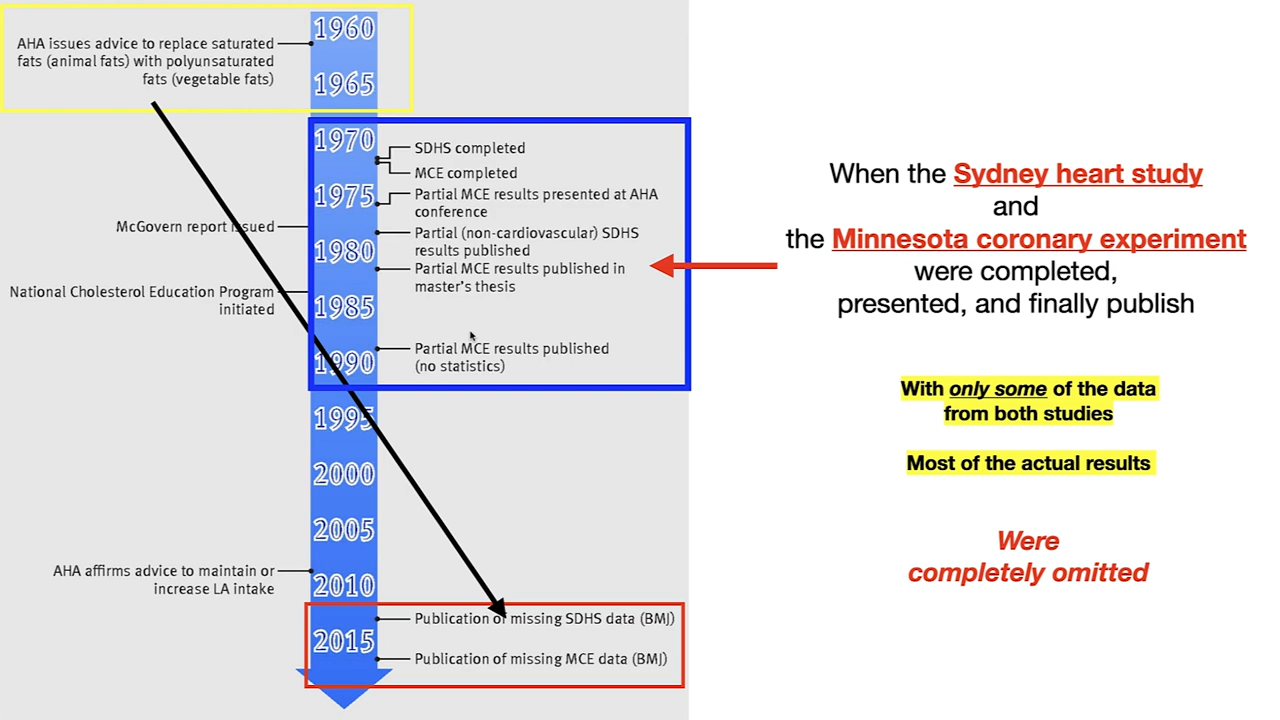 1960
AHA issues advice to replace saturated
fats (animal fats) with polyunsaturated
fats (vegetable fats)
1965
1970
SDHS completed
MCE completed
1975
Partial MCE results presented at AHA
conference
McGovern report issued
Partial (non-cardiovascular) SDHS
results published
1980
Partial MCE results published in
master's thesis
National Cholesterol Education Program
initiated
1985
Partial MCE results published
(no statistics)
1990
1995
2000
2005
AHA affirms advice to maintain or
increase LA intake
2010
Publication of missing SDHS data (BMJ)
2015
Publication of missing MCE data (BMJ)
When the Sydney heart study
and
the Minnesota coronary experiment
were completed,
presented, and finally publish
With only some of the data
from both studies
Most of the actual results
Were
completely omitted